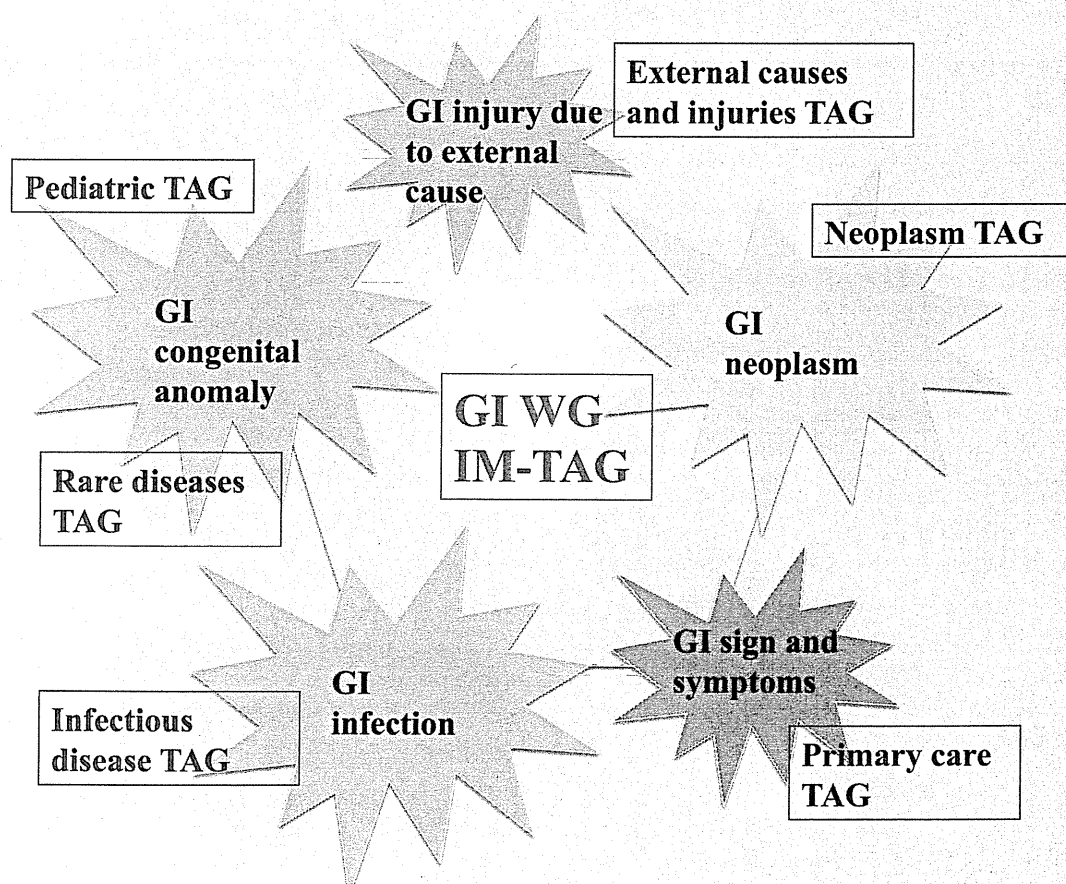 GI injury due
to external
cause
External causes
and injuries TAG
Pediatric TAG
Neoplasm TAG
GI
congenital
anomaly
GI
neoplasm
GI WG
IM-TAG
Rare diseases
TAG
GI
infection
GI sign and
symptoms
Infectious
disease TAG
Primary care
TAG